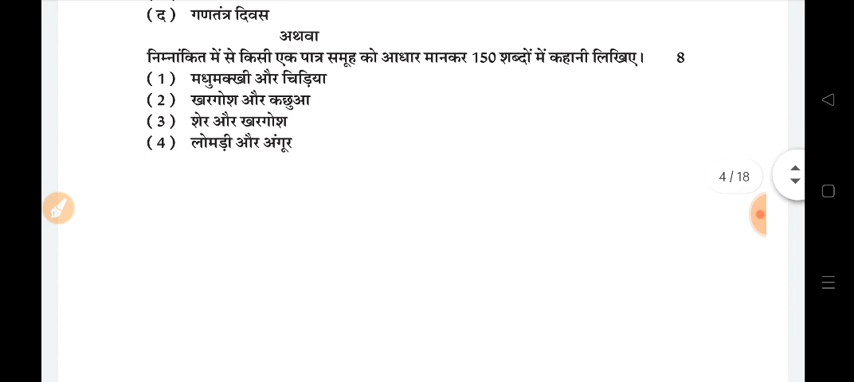 ( द ) गणतंत्र दिवस
अथवा
निम्नांकित में से किसी एक पात्र समूह को आधार मानकर 150 शब्दों में कहानी लिखिए। 8
( 1 ) मधुमक्खी और चिड़िया
( 2 ) खरगोश और कछुआ
( 3 ) शेर और खरगोश
( 4 ) लोमड़ी और अंगूर
4 / 18